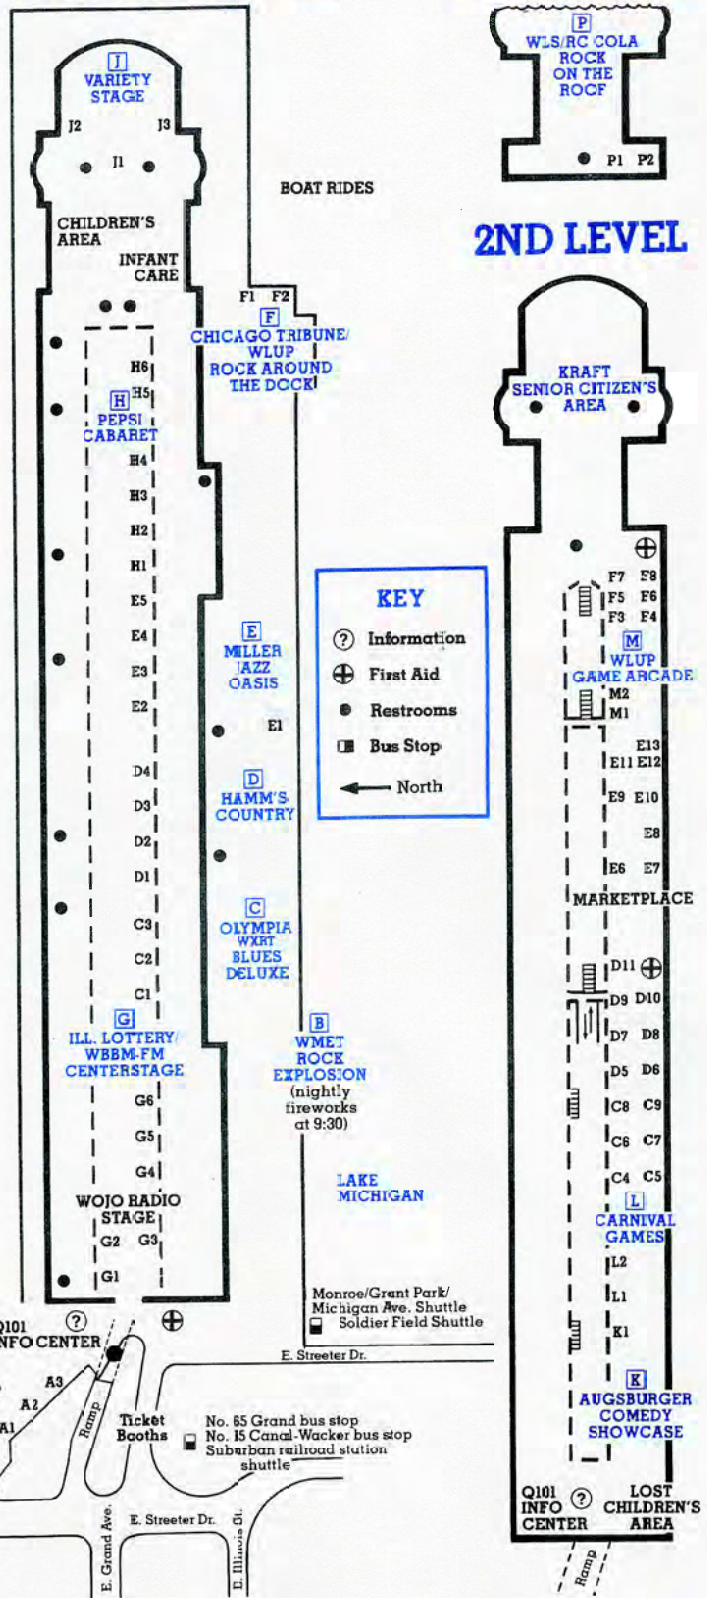 J
VARIETY
STAGE
J2
J3
J1
CHILDREN'S
AREA
INFANT
CARE
BOAT RIDES
F1 F2
F
CHICAGO TRIBUNE/
WLUP
ROCK AROUND
THE DOCK
H6
H5
H
PEPSI
CABARET
H4
H3
H2
H1
E5
E4
E3
E2
E
MILLER
JAZZ
OASIS
E1
D4
D3
D2
D1
D
HAMM'S
COUNTRY
C3
C2
C1
C
OLYMPIA
WXRT
BLUES
DELUXE
G
ILL. LOTTERY/
WBBM-FM
CENTERSTAGE
B
WMET
ROCK
EXPLOSION
(nightly
fireworks
at 9:30)
G6
G5
G4
WOJO RADIO
STAGE
G2 G3
G1
LAKE
MICHIGAN
Monroe/Grant Park/
Michigan Ave. Shuttle
Soldier Field Shuttle
Q101
NFO CENTER
?
E. Streeter Dr.
A3
A2
A1
Ramp
Ticket
Booths
No. 65 Grand bus stop
No. 15 Canal-Wacker bus stop
Suburban railroad station
shuttle
E. Streeter Dr.
E. Grand Ave.
E. Illinois St.
KEY
? Information
First Aid
Restrooms
Bus Stop
North
P
WLS/RC COLA
ROCK
ON THE
ROOF
P1 P2
2ND LEVEL
KRAFT
SENIOR CITIZEN'S
AREA
F7 F8
F5 F6
F3 F4
M
WLUP
GAME ARCADE
M2
M1
E13
E11 E12
E9 E10
E8
E6 E7
MARKETPLACE
D11
D9 D10
D7 D8
D5 D6
C8 C9
C6 C7
C4 C5
L
CARNIVAL
GAMES
L2
L1
K1
K
AUGSBURGER
COMEDY
SHOWCASE
Q101
INFO
CENTER
?
LOST
CHILDREN'S
AREA
Ramp